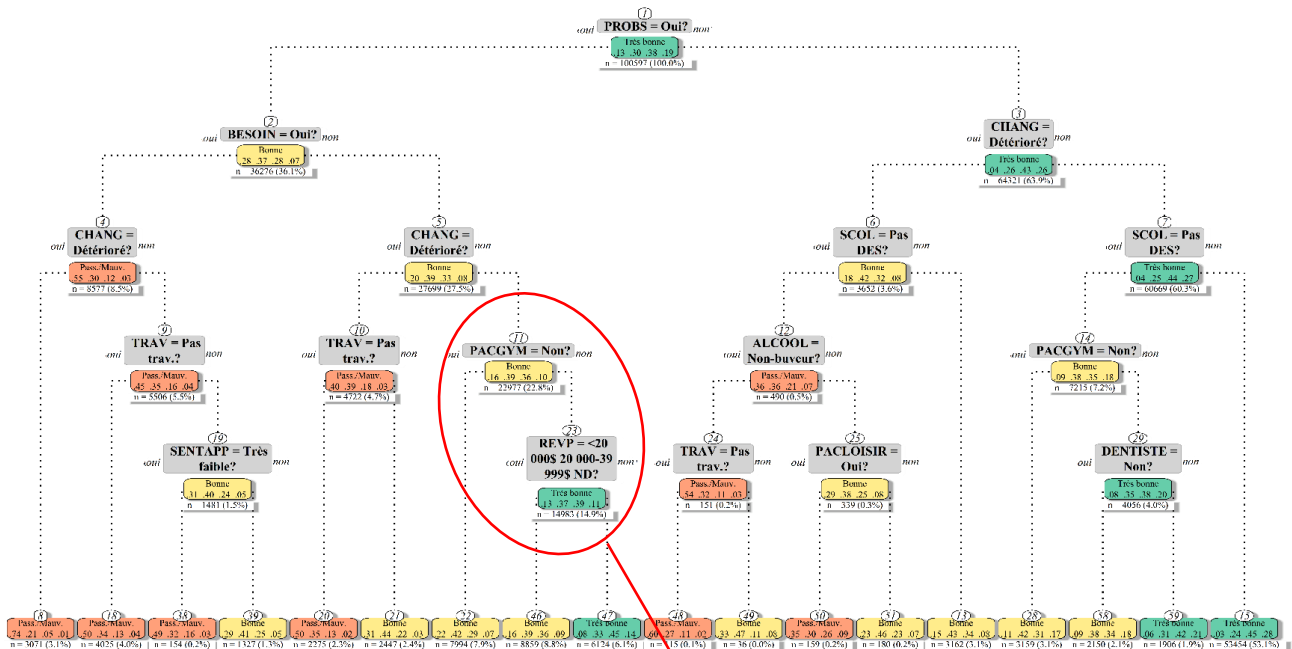 1
oui PROBS = Oui? non
Très bonne
.13 .30 .38 .19
n = 100597 (100.0%)
2
oui BESOIN = Oui? non
Bonne
.28 .37 .28 .07
n 36276 (36.1%)
3
oui CHANG = non
Détérioré?
Très bonne
.04 .26 .43 .26
n 64321 (63.9%)
4
oui CHANG = non
Détérioré?
Pass./Mauv.
.55 .30 .12 .03
n = 8577 (8.5%)
5
oui CHANG = non
Détérioré?
Bonne
.20 .39 .33 .08
n = 27699 (27.5%)
6
oui SCOL = Pas non
DES?
Bonne
.18 .42 .32 .08
n = 3652 (3.6%)
7
oui SCOL = Pas non
DES?
Très bonne
.04 .25 .44 .27
n = 60669 (60.3%)
9
oui TRAV = Pas non
trav.?
Pass./Mauv.
.45 .35 .16 .04
n = 5506 (5.5%)
10
oui TRAV = Pas non
trav.?
Pass./Mauv.
.40 .39 .18 .03
n = 4722 (4.7%)
11
oui PACGYM = Non? non
Bonne
.16 .39 .36 .10
n 22977 (22.8%)
12
oui ALCOOL = non
Non-buveur?
Pass./Mauv.
.36 .36 .21 .07
n = 490 (0.5%)
14
oui PACGYM = Non? non
Bonne
.09 .38 .35 .18
n 7215 (7.2%)
19
oui SENTAPP = Très non
faible?
Bonne
.31 .40 .24 .05
n 1481 (1.5%)
23
REVP = <20
oui 000$ 20 000-39 non
999$ ND?
Très bonne
.13 .37 .39 .11
n = 14983 (14.9%)
24
oui TRAV = Pas non
trav.?
Pass./Mauv.
.54 .32 .11 .03
n 151 (0.2%)
25
oui PACLOISIR = non
Oui?
Bonne
.29 .38 .25 .08
n 339 (0.3%)
29
oui DENTISTE = non
Non?
Très bonne
.08 .35 .38 .20
n 4056 (4.0%)
8
Pass./Mauv.
.74 .21 .05 .01
n = 3071 (3.1%)
18
Pass./Mauv.
.50 .34 .13 .04
n = 4025 (4.0%)
38
Pass./Mauv.
.49 .32 .16 .03
n = 154 (0.2%)
39
Bonne
.29 .41 .25 .05
n = 1327 (1.3%)
20
Pass./Mauv.
.50 .35 .13 .02
n = 2275 (2.3%)
21
Bonne
.31 .44 .22 .03
n = 2447 (2.4%)
22
Bonne
.22 .42 .29 .07
n = 7994 (7.9%)
46
Bonne
.16 .39 .36 .09
n = 8859 (8.8%)
47
Très bonne
.08 .33 .45 .14
n = 6124 (6.1%)
48
Pass./Mauv.
.60 .27 .11 .02
15 (0.1%)
49
Bonne
.33 .47 .11 .08
n = 36 (0.0%)
50
Pass./Mauv.
.35 .30 .26 .09
n = 159 (0.2%)
51
Bonne
.23 .46 .23 .07
n = 180 (0.2%)
13
Bonne
.15 .43 .34 .08
n = 3162 (3.1%)
28
Bonne
.11 .42 .31 .17
n = 3159 (3.1%)
58
Bonne
.09 .38 .34 .18
n = 2150 (2.1%)
59
Très bonne
.06 .31 .42 .21
n = 1906 (1.9%)
15
Très bonne
.03 .24 .45 .28
n = 53454 (53.1%)